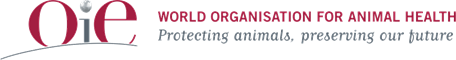 Oie
WORLD ORGANISATION FOR ANIMAL HEALTH
Protecting animals, preserving our future